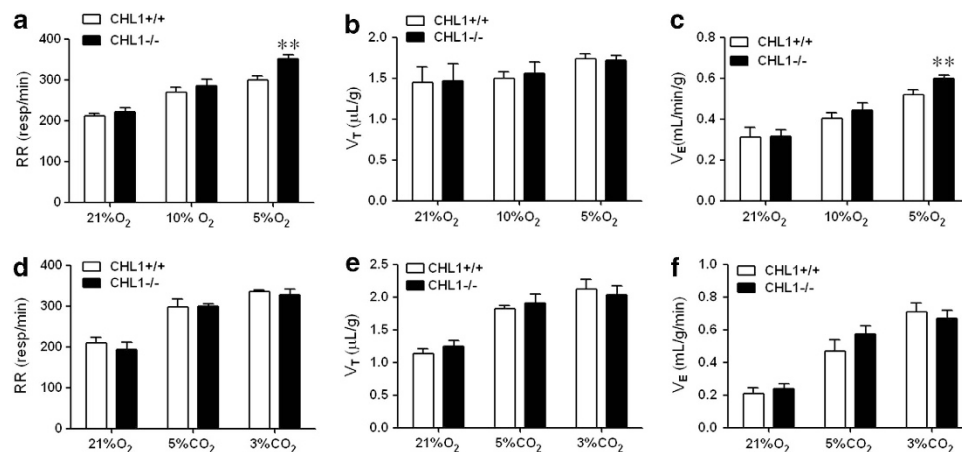 a
CHL1+/+
CHL1-/-
**
RR (resp/min)
400
300
200
100
0
21%O₂
10% O₂
5%O₂
b
CHL1+/+
CHL1-/-
V_T (μL/g)
2.0
1.5
1.0
0.5
0.0
21%O₂
10%O₂
5%O₂
c
CHL1+/+
CHL1-/-
**
V_E(mL/min/g)
0.8
0.6
0.4
0.2
0.0
21%O₂
10%O₂
5%O₂
d
CHL1+/+
CHL1-/-
RR (resp/min)
400
300
200
100
0
21%O₂
5%CO₂
3%CO₂
e
CHL1+/+
CHL1-/-
V_T (μL/g)
2.5
2.0
1.5
1.0
0.5
0.0
21%O₂
5%CO₂
3%CO₂
f
CHL1+/+
CHL1-/-
V_E (mL/g/min)
1.0
0.8
0.6
0.4
0.2
0.0
21%O₂
5%CO₂
3%CO₂